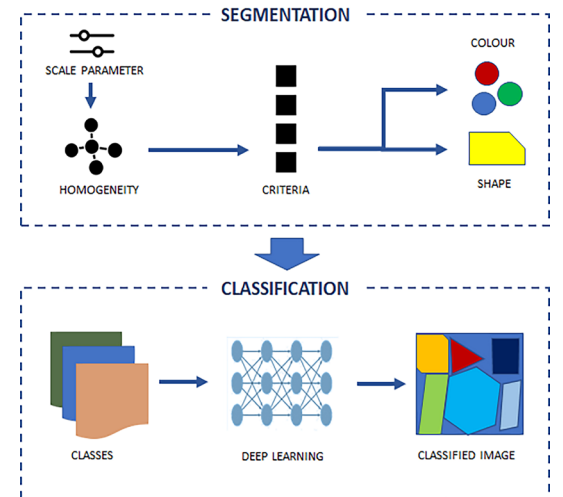 SEGMENTATION
COLOUR
SCALE PARAMETER
HOMOGENEITY
CRITERIA
SHAPE
CLASSIFICATION
CLASSES
DEEP LEARNING
CLASSIFIED IMAGE